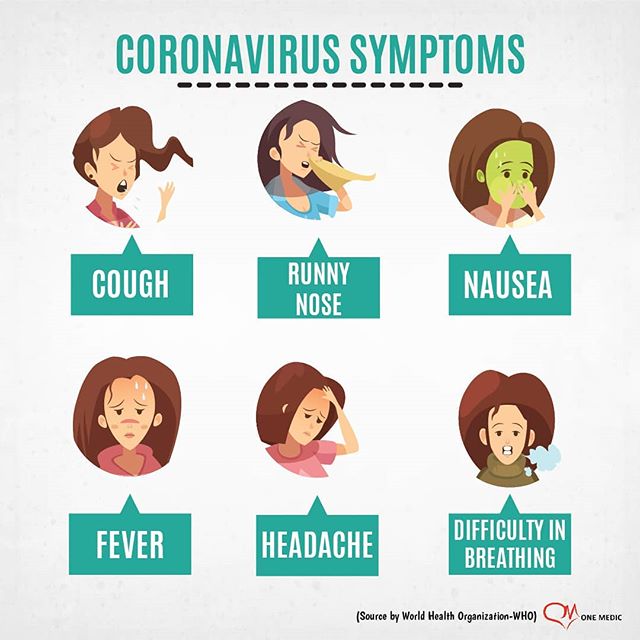 CORONAVIRUS SYMPTOMS
COUGH
RUNNY
NOSE
NAUSEA
FEVER
HEADACHE
DIFFICULTY IN
BREATHING
(Source by World Health Organization-WHO)
ONE MEDIC